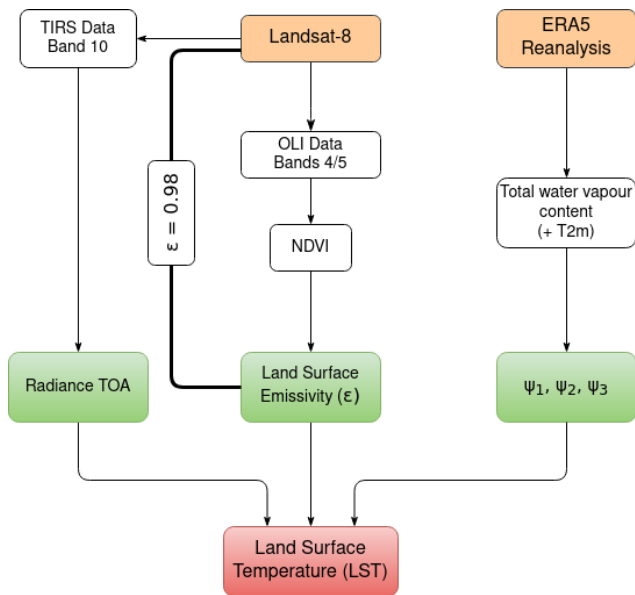 TIRS Data
Band 10
Landsat-8
ERA5
Reanalysis
OLI Data
Bands 4/5
ε = 0.98
Total water vapour
content
(+ T2m)
NDVI
Radiance TOA
Land Surface
Emissivity (ε)
ψ₁, ψ₂, ψ₃
Land Surface
Temperature (LST)